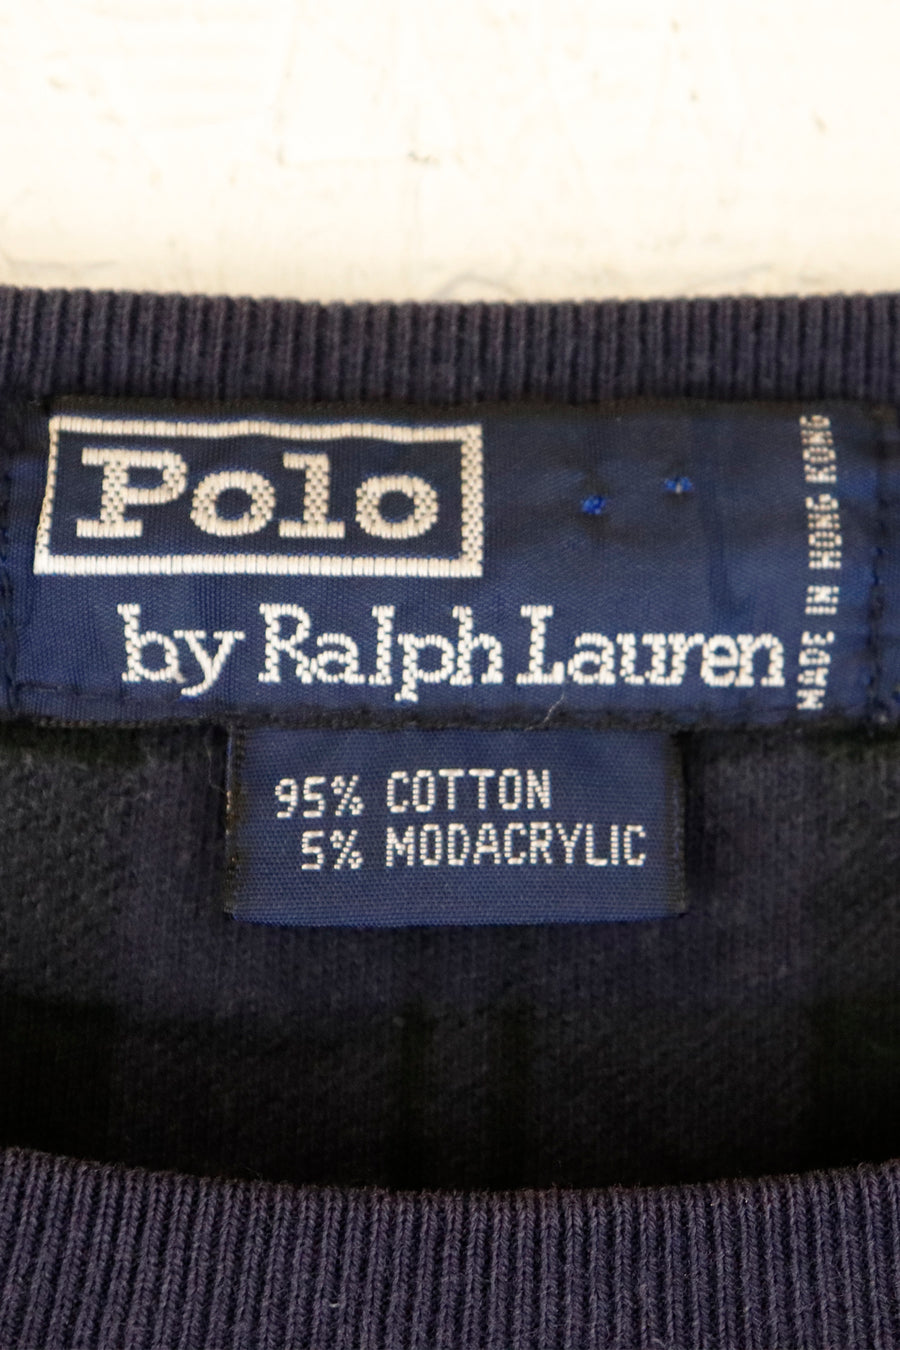 Polo
by Ralph Lauren
MADE IN HONG KONG
95% COTTON
5% MODACRYLIC